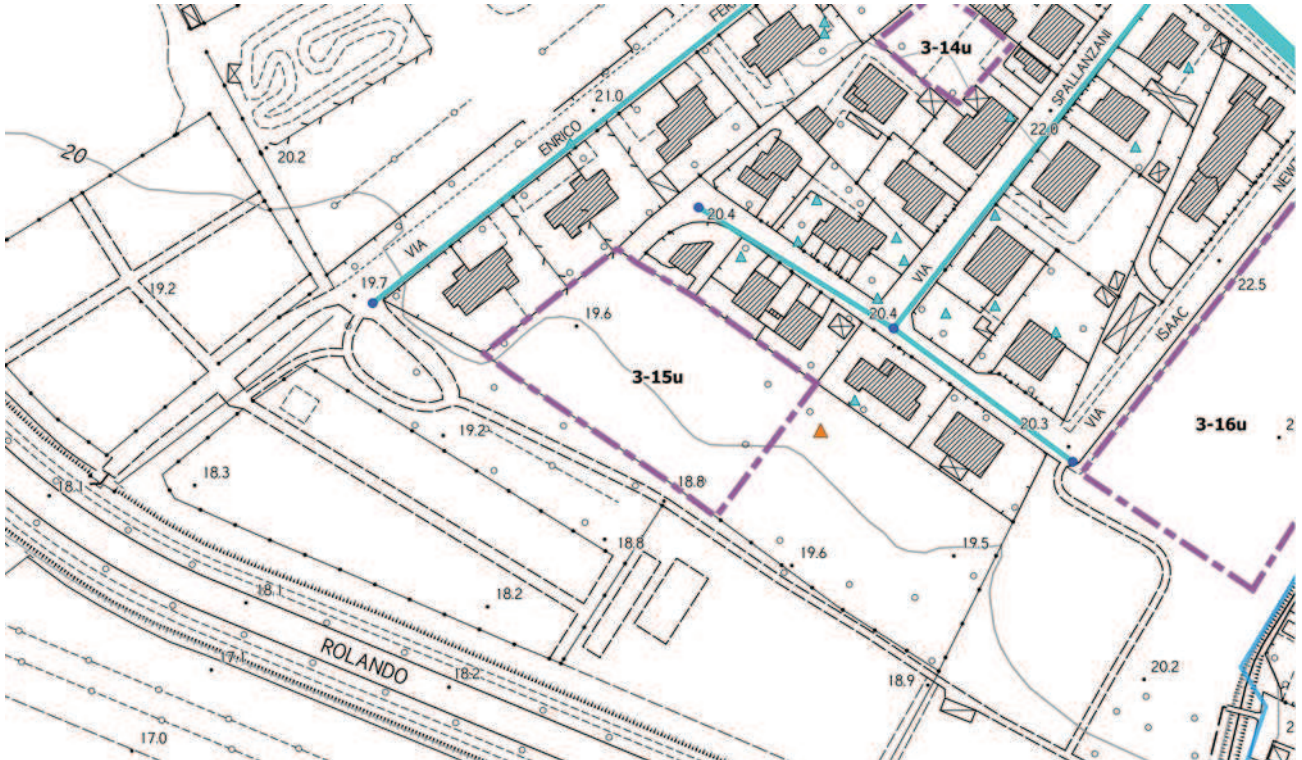 3-14u
FER
SPALLANZANI
21.0
ENRICO
22.0
20
20.2
NEW
20.4
VIA
VIA
22.5
19.7
19.2
19.6
20.4
ISAAC
3-15u
VIA
20.3
3-16u
19.2
18.3
18.8
18.1
18.8
19.6
19.5
18.1
18.2
ROLANDO
17.1
18.2
18.9
20.2
17.0